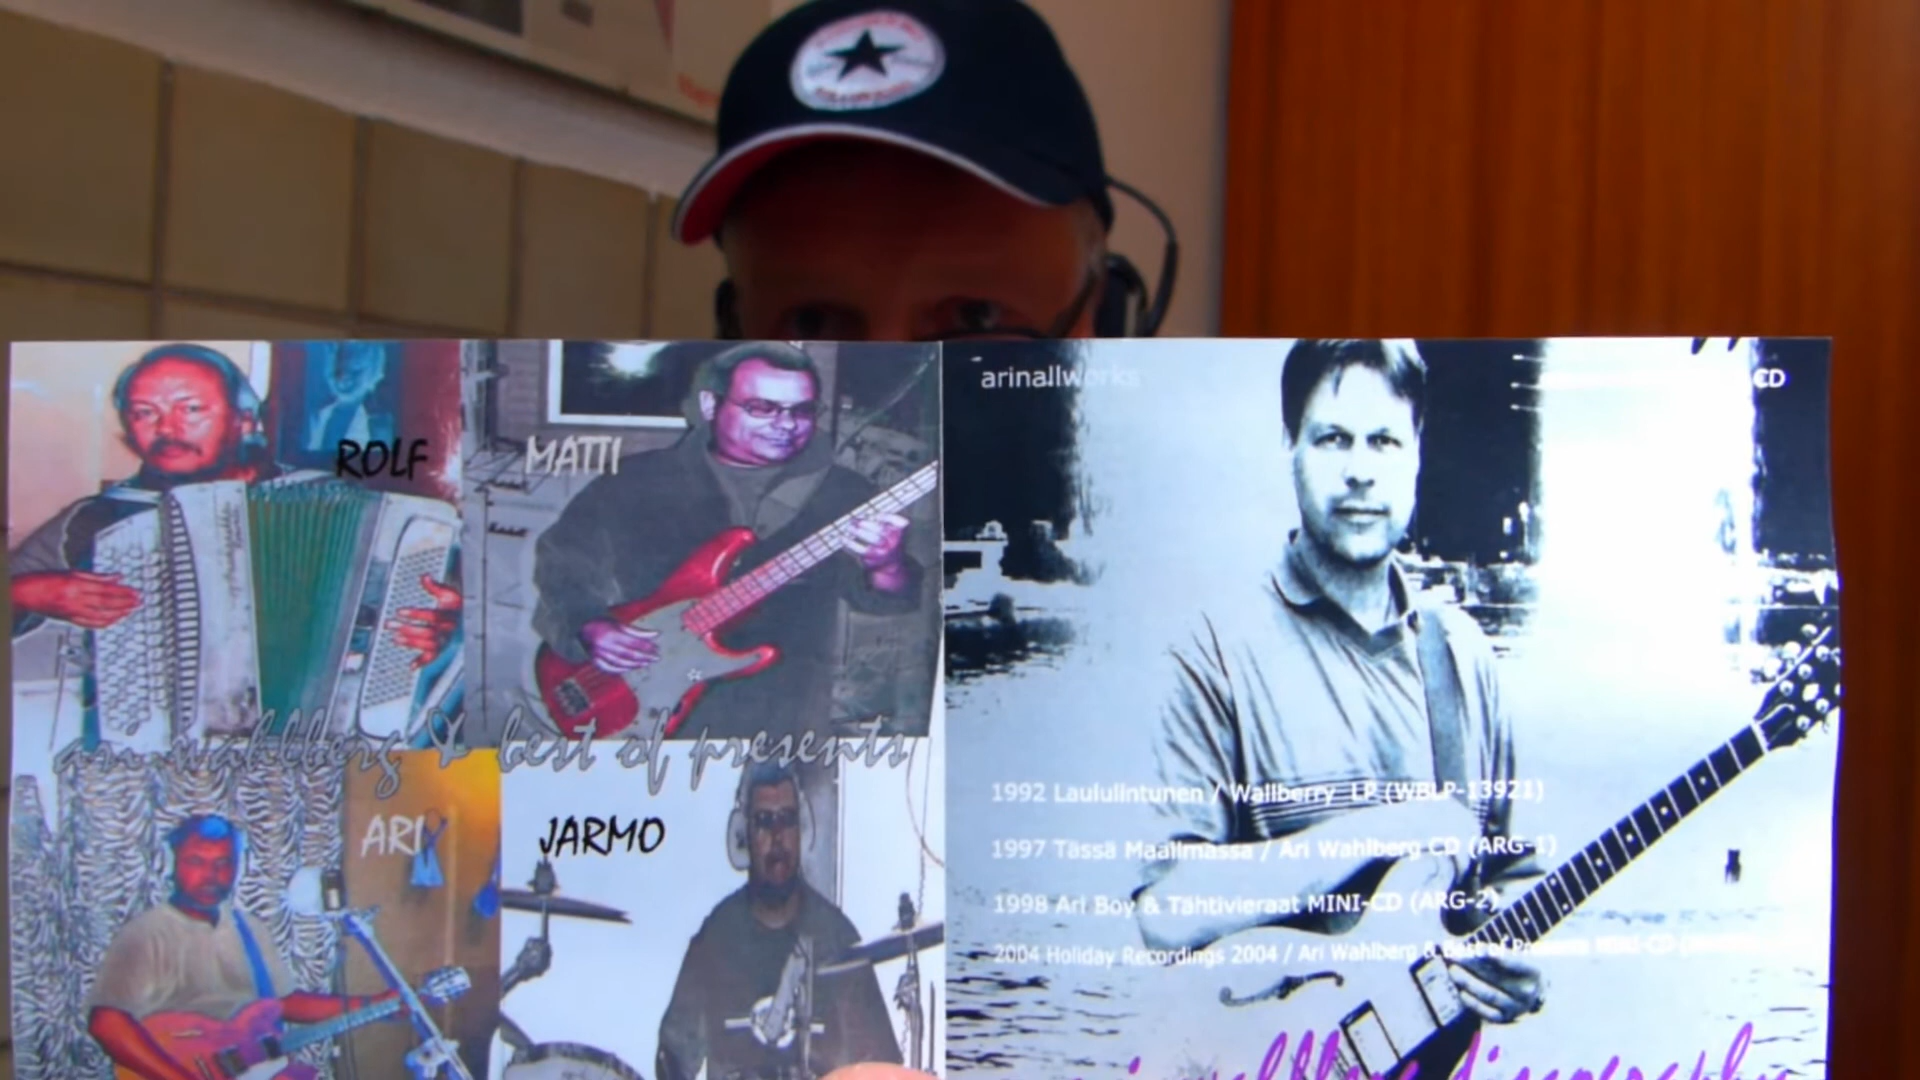 ROLF
MATTI
ari wahlberg & best of presents
ARI
JARMO
arinallworks
CD
1992 Laululintunen / Wallberry LP (WBLP-13921)
1997 Tässä Maailmassa / Ari Wahlberg CD (ARG-1)
1998 Ari Boy & Tähtivieraat MINI-CD (ARG-2)
2004 Holiday Recordings 2004 / Ari Wahlberg & Best of Presents MINI-CD
discography